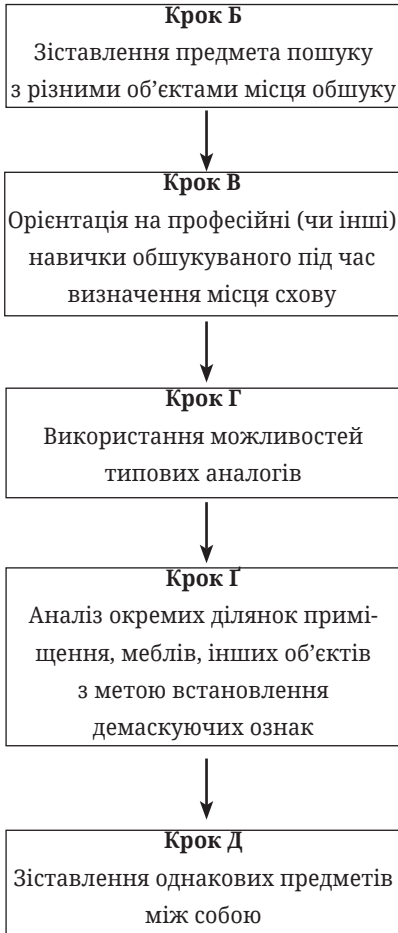 Крок Б
Зіставлення предмета пошуку
з різними об’єктами місця обшуку
Крок В
Орієнтація на професійні (чи інші)
навички обшукуваного під час
визначення місця схову
Крок Г
Використання можливостей
типових аналогів
Крок Ґ
Аналіз окремих ділянок примі-
щення, меблів, інших об’єктів
з метою встановлення
демаскуючих ознак
Крок Д
Зіставлення однакових предметів
між собою